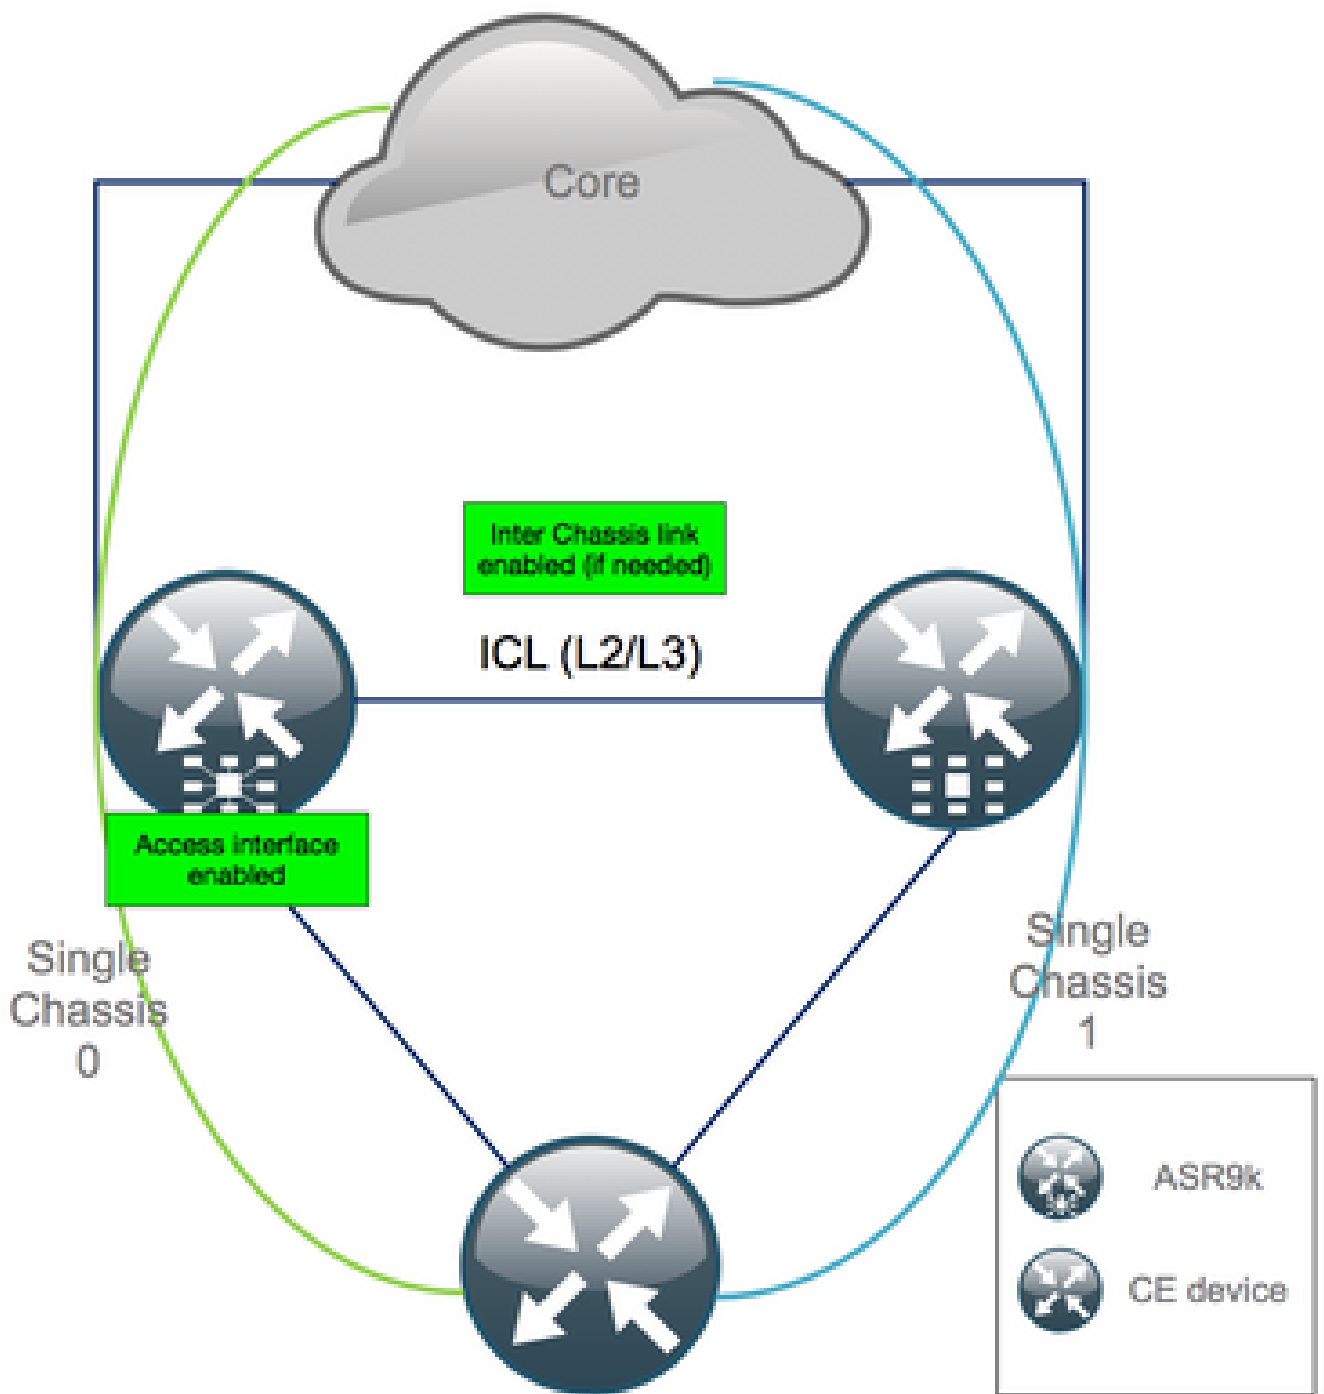 Core
Inter Chassis link
enabled (if needed)
ICL (L2/L3)
Access interface
enabled
Single
Chassis
0
Single
Chassis
1
ASR9k
CE device